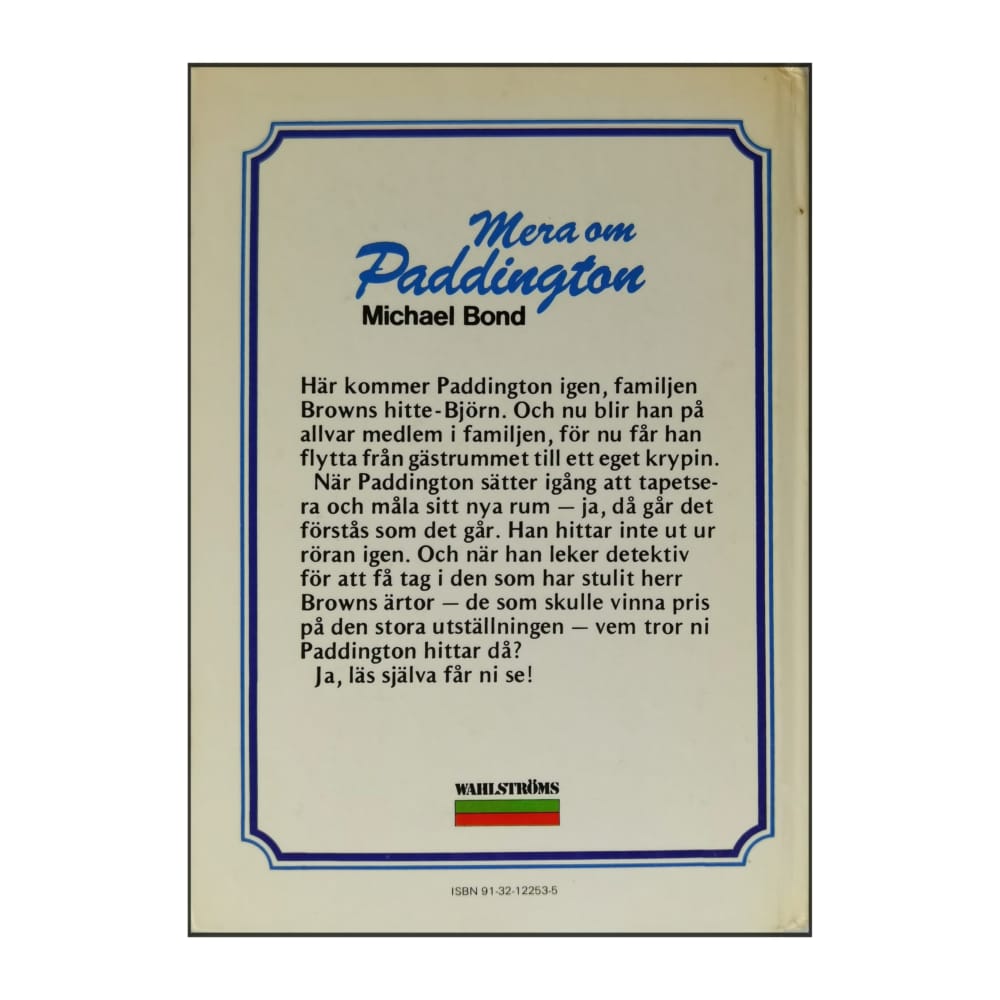 Mera om
Paddington
Michael Bond
Här kommer Paddington igen, familjen
Browns hitte-Björn. Och nu blir han på
allvar medlem i familjen, för nu får han
flytta från gästrummet till ett eget krypin.
När Paddington sätter igång att tapetse-
ra och måla sitt nya rum — ja, då går det
förstås som det går. Han hittar inte ut ur
röran igen. Och när han leker detektiv
för att få tag i den som har stulit herr
Browns ärtor — de som skulle vinna pris
på den stora utställningen — vem tror ni
Paddington hittar då?
Ja, läs själva får ni se!
WAHLSTRÖMS
ISBN 91-32-12253-5